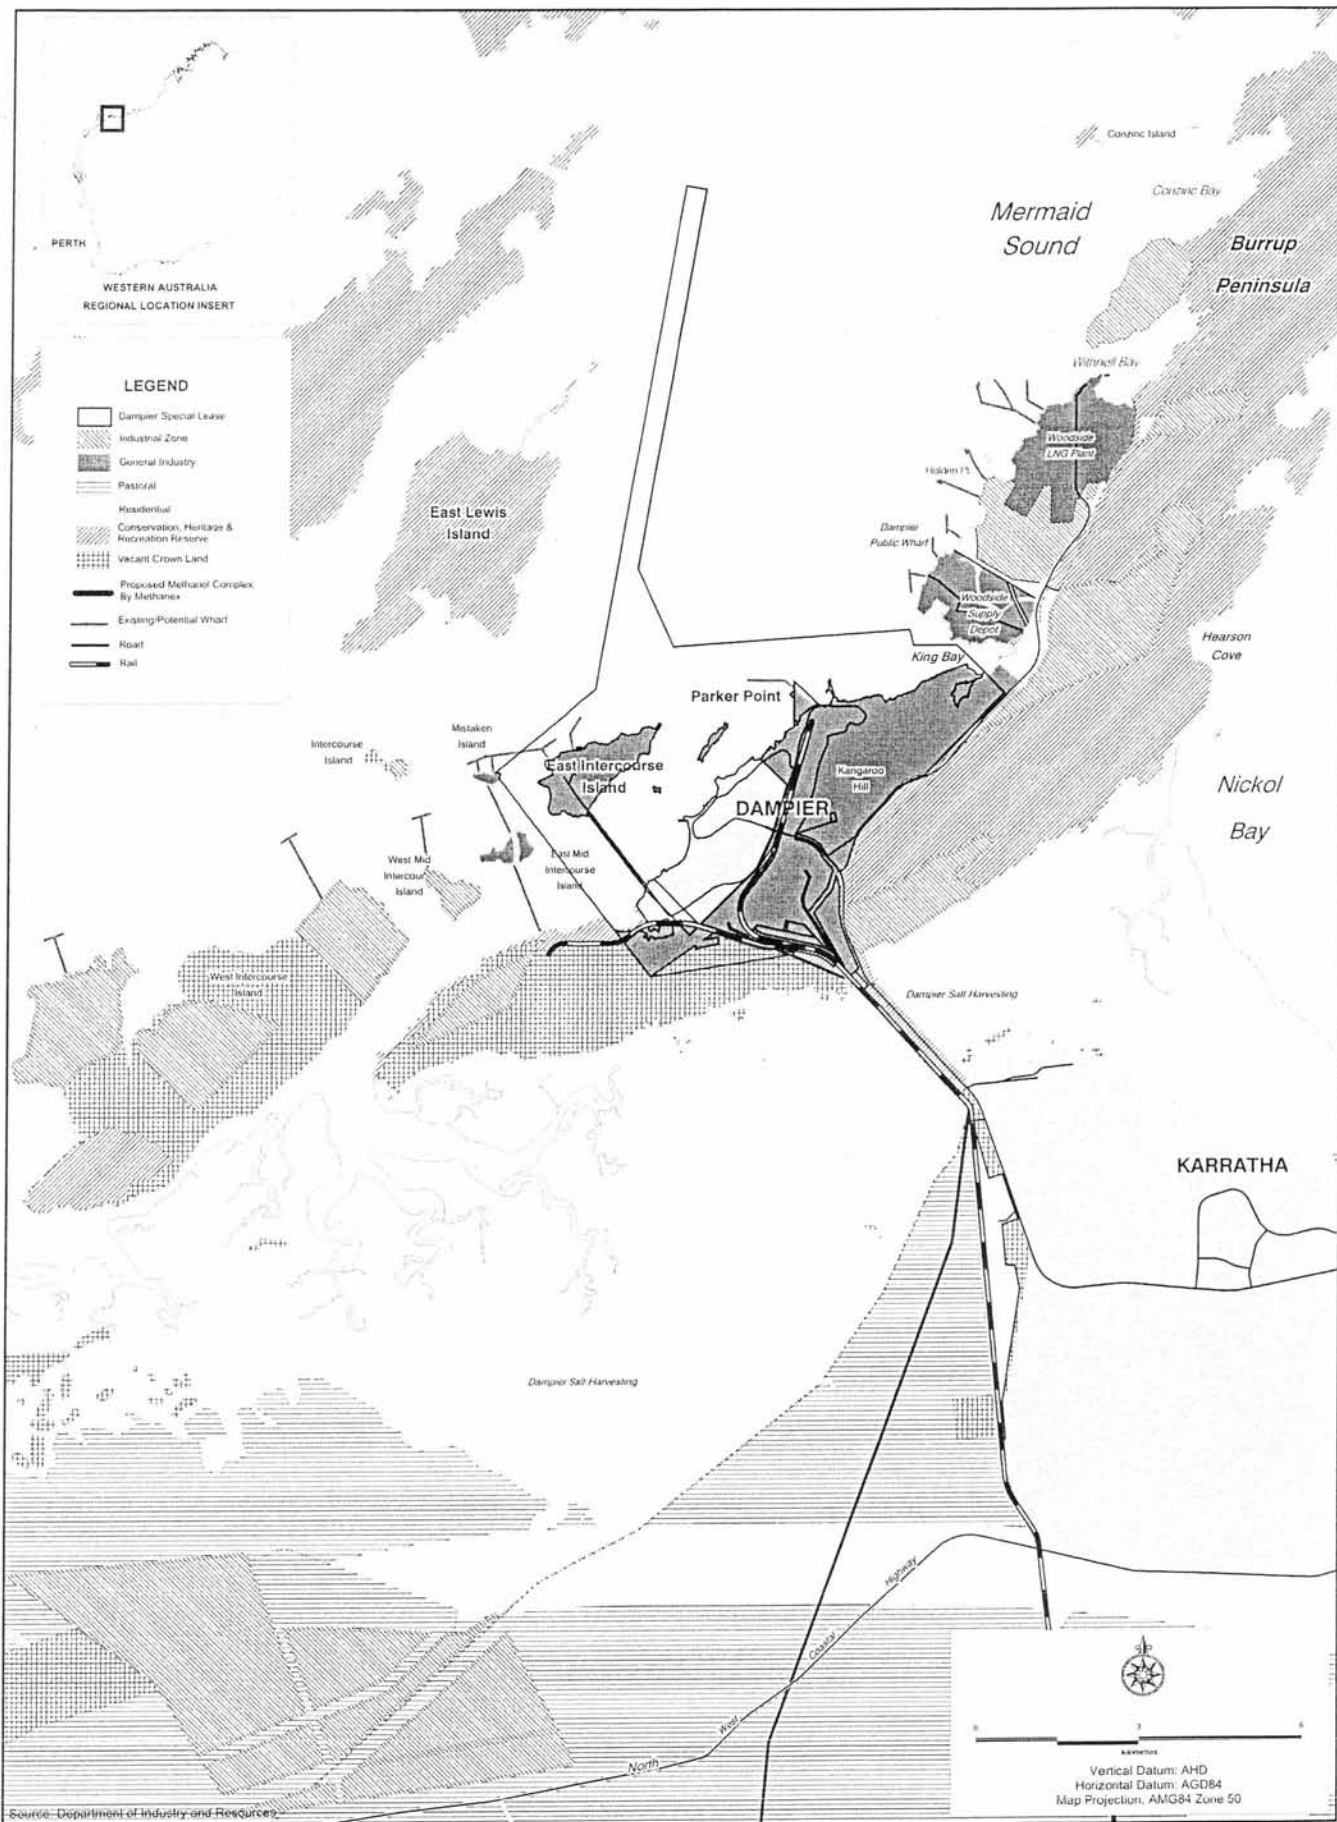 PERTH
WESTERN AUSTRALIA
REGIONAL LOCATION INSERT
LEGEND
Dampier Special Lease
Industrial Zone
General Industry
Pastoral
Residential
Conservation, Heritage &
Recreation Reserve
Vacant Crown Land
Proposed Methanol Complex
By Methanex
Existing/Potential Wharf
Road
Rail
Conzinc Island
Conzinc Bay
Mermaid
Sound
Burrup
Peninsula
Withnell Bay
Woodside
LNG Plant
Holden Pt.
East Lewis
Island
Dampier
Public Wharf
Woodside
Supply
Depot
Hearson
Cove
King Bay
Parker Point
Mistaken
Island
Intercourse
Island
East Intercourse
Island
Kangaroo
Hill
DAMPIER
Nickol
Bay
West Mid
Intercourse
Island
East Mid
Intercourse
Island
West Intercourse
Island
Dampier Salt Harvesting
KARRATHA
Dampier Salt Harvesting
Highway
Coastal
West
North
N
0 3 6
kilometres
Vertical Datum: AHD
Horizontal Datum: AGD84
Map Projection: AMG84 Zone 50
Source: Department of Industry and Resources